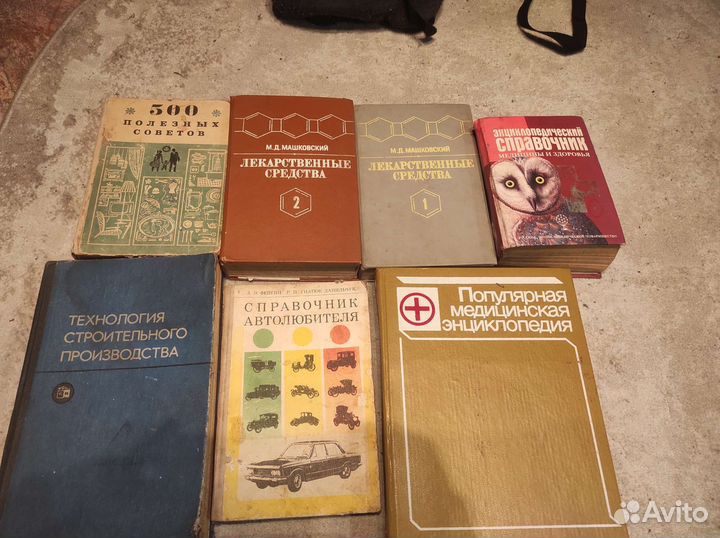 500
ПОЛЕЗНЫХ
СОВЕТОВ
М.Д. МАШКОВСКИЙ
ЛЕКАРСТВЕННЫЕ
СРЕДСТВА
2
М.Д. МАШКОВСКИЙ
ЛЕКАРСТВЕННЫЕ
СРЕДСТВА
1
ЭНЦИКЛОПЕДИЧЕСКИЙ
СПРАВОЧНИК
МЕДИЦИНЫ И ЗДОРОВЬЯ
ТЕХНОЛОГИЯ
СТРОИТЕЛЬНОГО
ПРОИЗВОДСТВА
СПРАВОЧНИК
АВТОЛЮБИТЕЛЯ
Популярная
медицинская
энциклопедия
Avito